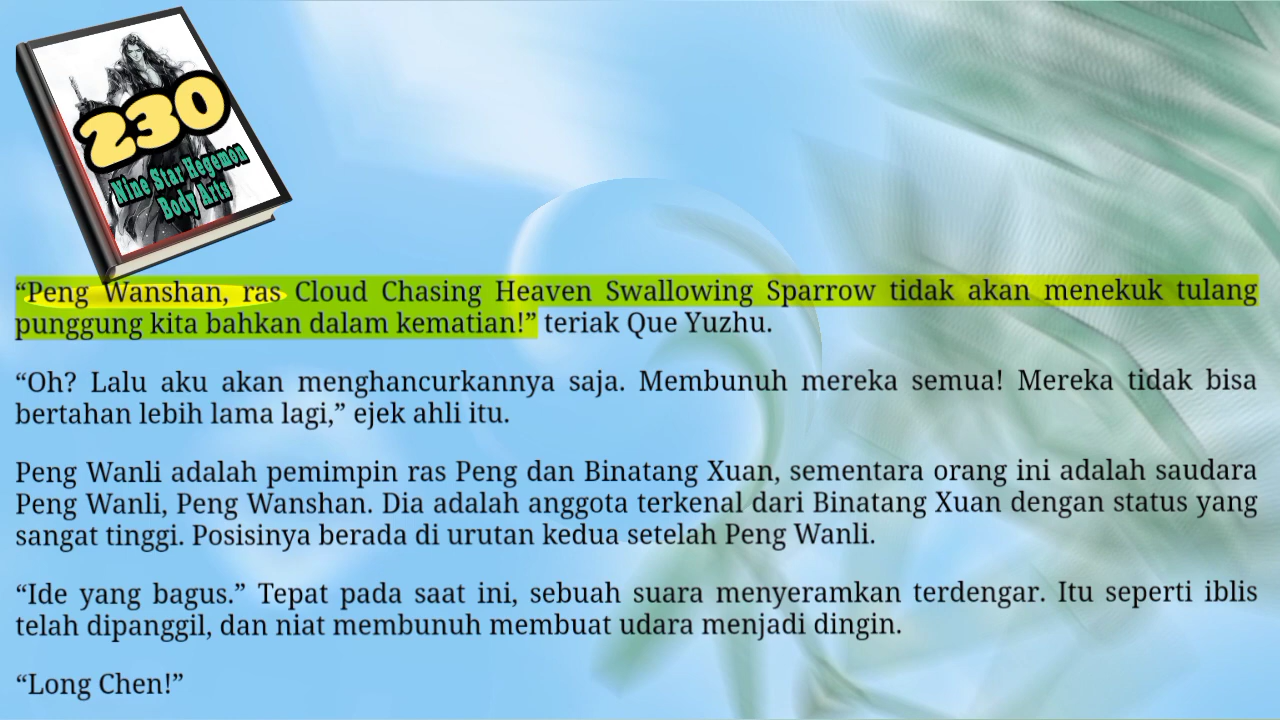 230
Nine Star Hegemon
Body Arts
“Peng Wanshan, ras Cloud Chasing Heaven Swallowing Sparrow tidak akan menekuk tulang
punggung kita bahkan dalam kematian!” teriak Que Yuzhu.
“Oh? Lalu aku akan menghancurkannya saja. Membunuh mereka semua! Mereka tidak bisa
bertahan lebih lama lagi,” ejek ahli itu.
Peng Wanli adalah pemimpin ras Peng dan Binatang Xuan, sementara orang ini adalah saudara
Peng Wanli, Peng Wanshan. Dia adalah anggota terkenal dari Binatang Xuan dengan status yang
sangat tinggi. Posisinya berada di urutan kedua setelah Peng Wanli.
“Ide yang bagus.” Tepat pada saat ini, sebuah suara menyeramkan terdengar. Itu seperti iblis
telah dipanggil, dan niat membunuh membuat udara menjadi dingin.
“Long Chen!”